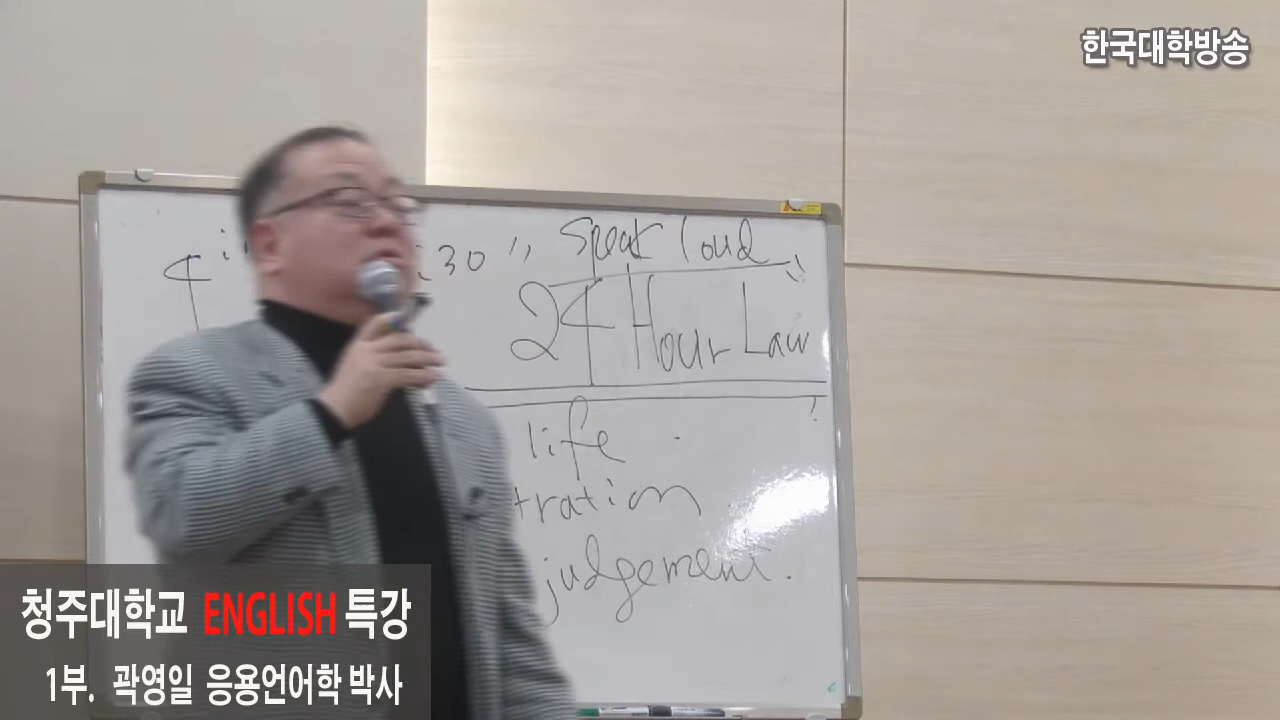 한국대학방송
i30 " Speak loud !!
24 Hour Law
!
life
tration.
judgement.
청주대학교 ENGLISH 특강
1부. 곽영일 응용언어학 박사